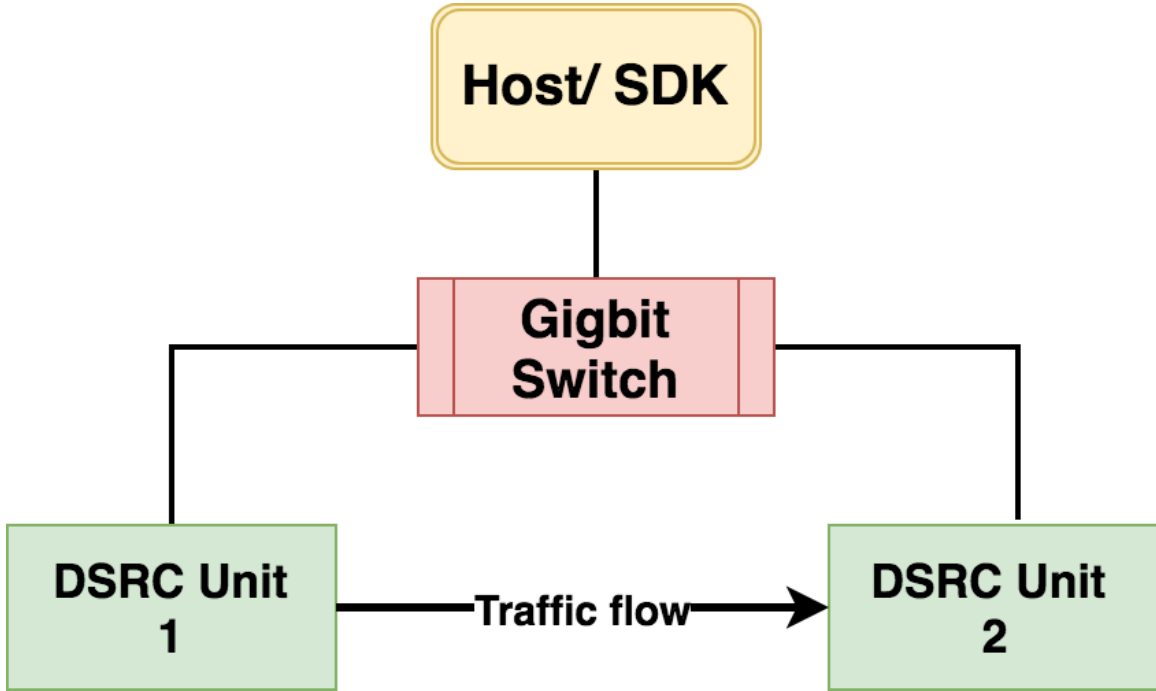 Host/ SDK
Gigbit
Switch
DSRC Unit
1
Traffic flow
DSRC Unit
2